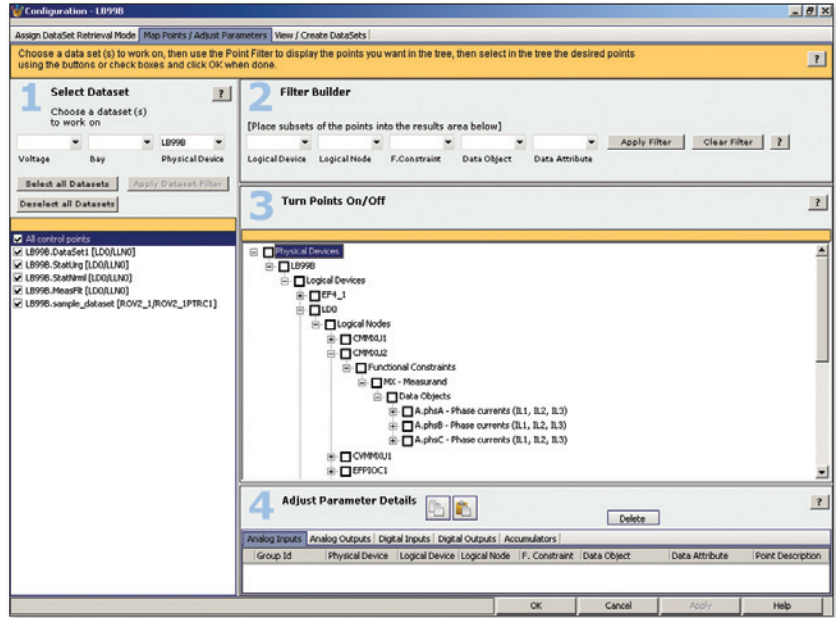 Configuration - LB99B
Assign DataSet Retrieval Mode
Map Points / Adjust Parameters
View / Create DataSets
Choose a data set (s) to work on, then use the Point Filter to display the points you want in the tree, then select in the tree the desired points
using the buttons or check boxes and click OK when done.
?
1
Select Dataset
?
Choose a dataset (s)
to work on
LB99B
Voltage
Bay
Physical Device
Select all Datasets
Apply Dataset Filter
Deselect all Datasets
All control points
LB99B.DataSet1 [LD0/LLN0]
LB99B.StatUrg [LD0/LLN0]
LB99B.StatNrml [LD0/LLN0]
LB99B.MeasFlt [LD0/LLN0]
LB99B.sample_dataset [ROV2_1/ROV2_1PTRC1]
2
Filter Builder
[Place subsets of the points into the results area below]
Apply Filter
Clear Filter
?
Logical Device
Logical Node
F.Constraint
Data Object
Data Attribute
3
Turn Points On/Off
?
Physical Devices
LB99B
Logical Devices
EF4_1
LD0
Logical Nodes
CMMXU1
CMMXU2
Functional Constraints
MX - Measurand
Data Objects
A.phsA - Phase currents (IL1, IL2, IL3)
A.phsB - Phase currents (IL1, IL2, IL3)
A.phsC - Phase currents (IL1, IL2, IL3)
CVMMXU1
EFPIOC1
4
Adjust Parameter Details
Delete
?
Analog Inputs
Analog Outputs
Digital Inputs
Digital Outputs
Accumulators
Group Id
Physical Device
Logical Device
Logical Node
F. Constraint
Data Object
Data Attribute
Point Description
OK
Cancel
Apply
Help